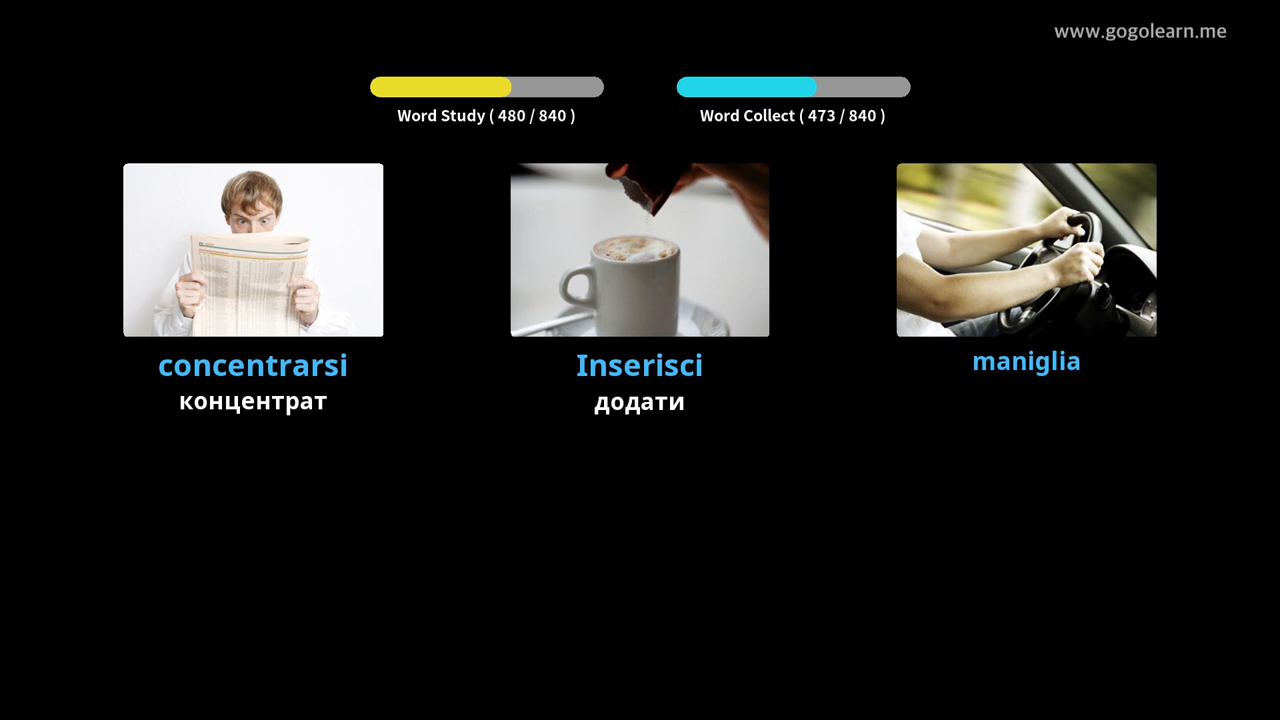 www.gogolearn.me
Word Study ( 480 / 840 )
Word Collect ( 473 / 840 )
concentrarsi
концентрат
Inserisci
додати
maniglia